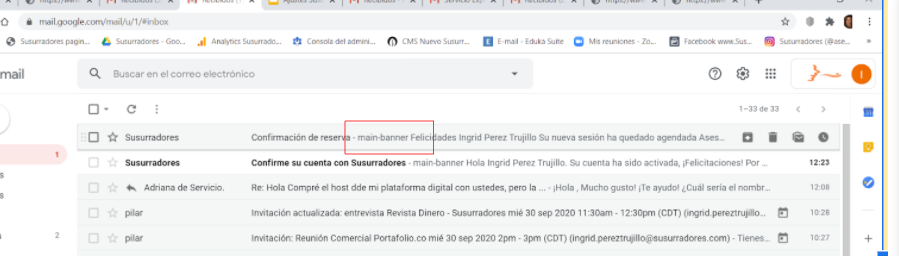 mail.google.com/mail/u/1/#inbox
Susurradores pagin... Susurradores - Goo... Analytics Susurrado... Consola del admini... CMS Nuevo Susurr... E-mail - Eduka Suite Mis reuniones - Zo... Facebook www.Sus... Susurradores (@ase... »
mail Buscar en el correo electrónico
1–33 de 33
Susurradores Confirmación de reserva - main-banner Felicidades Ingrid Perez Trujillo Su nueva sesión ha quedado agendada Ases...
1 Susurradores Confirme su cuenta con Susurradores - main-banner Hola Ingrid Perez Trujillo. Su cuenta ha sido activada, ¡Felicitaciones! Por ... 12:23
Adriana de Servicio. Re: Hola Compré el host dde mi plataforma digital con ustedes, pero la ... - ¡Hola , Mucho gusto! ¡Te ayudo! ¿Cuál sería el nombr... 12:08
pilar Invitación actualizada: entrevista Revista Dinero - Susurradores mié 30 sep 2020 11:30am - 12:30pm (CDT) (ingrid.pereztrujillo... 10:28
2 pilar Invitación: Reunión Comercial Portafolio.co mié 30 sep 2020 2pm - 3pm (CDT) (ingrid.pereztrujillo@susurradores.com) - Tienes... 10:27